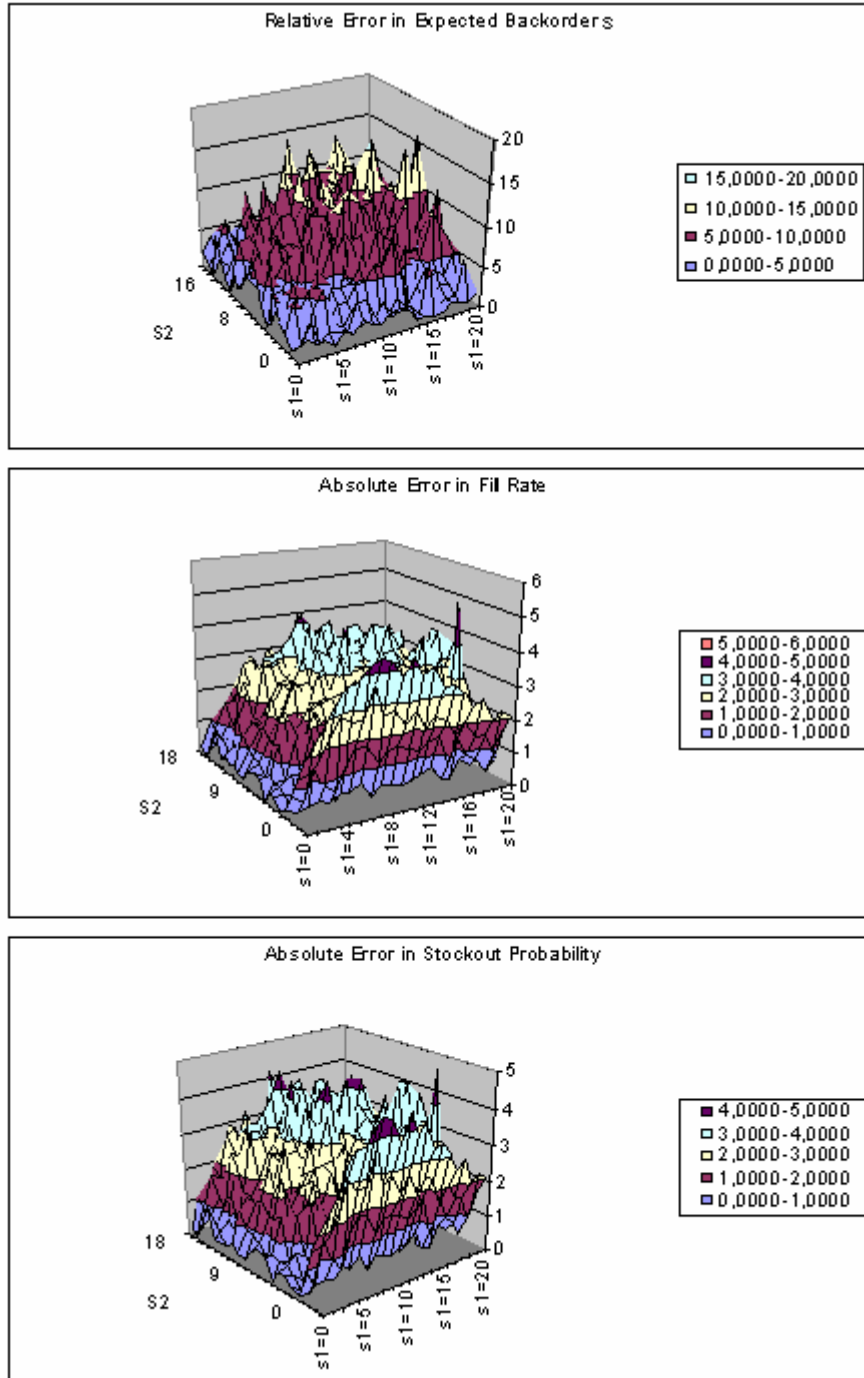 Relative Error in Expected Backorders
20
15
10
5
0
16
8
0
S2
s1=0
s1=5
s1=10
s1=15
s1=20
15,0000-20,0000
10,0000-15,0000
5,0000-10,0000
0,0000-5,0000
Absolute Error in Fill Rate
6
5
4
3
2
1
0
18
9
0
S2
s1=0
s1=4
s1=8
s1=12
s1=16
s1=20
5,0000-6,0000
4,0000-5,0000
3,0000-4,0000
2,0000-3,0000
1,0000-2,0000
0,0000-1,0000
Absolute Error in Stockout Probability
5
4
3
2
1
0
18
9
0
S2
s1=0
s1=5
s1=10
s1=15
s1=20
4,0000-5,0000
3,0000-4,0000
2,0000-3,0000
1,0000-2,0000
0,0000-1,0000